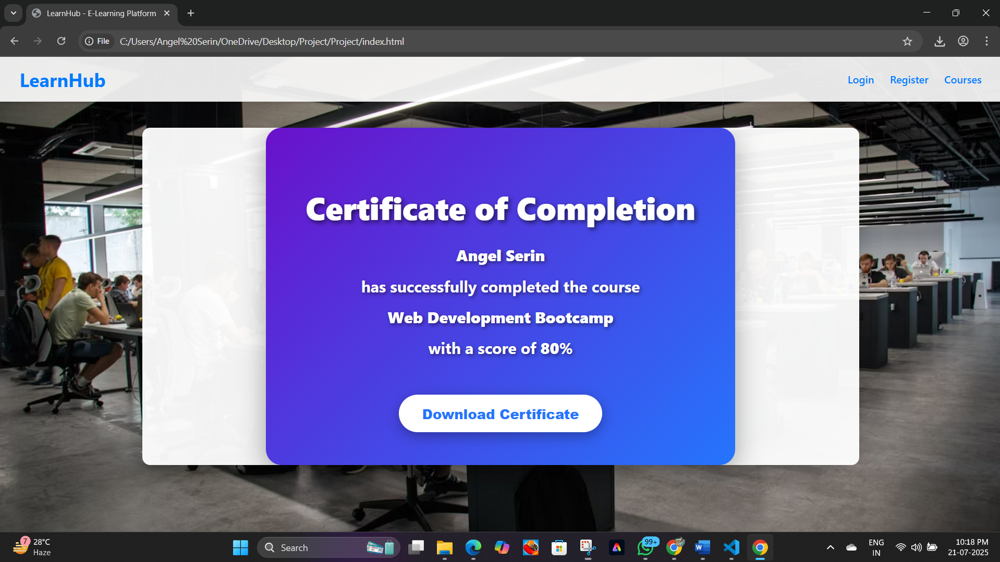 LearnHub - E-Learning Platform
File
C:/Users/Angel%20Serin/OneDrive/Desktop/Project/Project/index.html
LearnHub
Login
Register
Courses
Certificate of Completion
Angel Serin
has successfully completed the course
Web Development Bootcamp
with a score of 80%
Download Certificate
7
28°C
Haze
Search
99+
ENG
IN
10:18 PM
21-07-2025